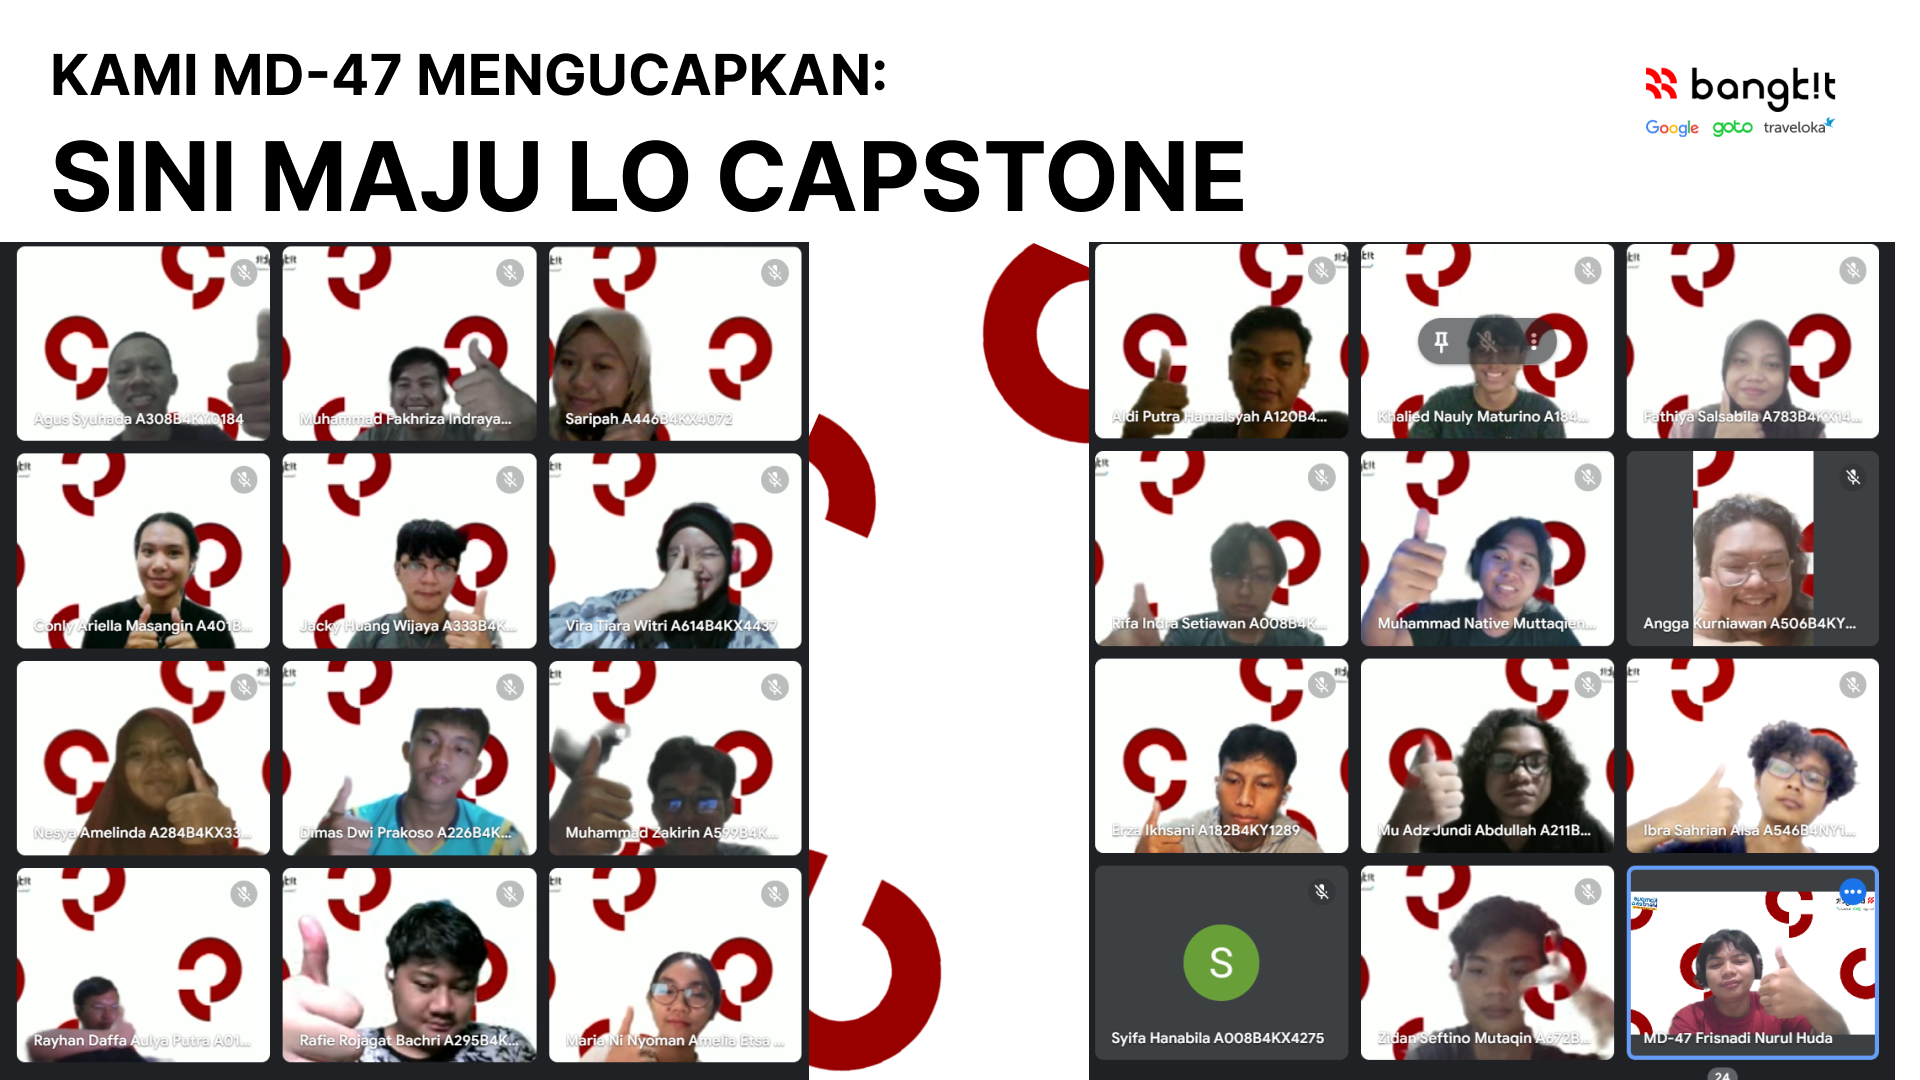 KAMI MD-47 MENGUCAPKAN:
SINI MAJU LO CAPSTONE
bangk!t
Google goto traveloka
Agus Syuhada A308B4KY0184
Muhammad Fakhriza Indraya...
Saripah A446B4KX4072
Conly Ariella Masangin A401B...
Jacky Huang Wijaya A333B4K...
Vira Tiara Witri A614B4KX4437
Nesya Amelinda A284B4KX33...
Dimas Dwi Prakoso A226B4K...
Muhammad Zakirin A599B4K...
Rayhan Daffa Aulya Putra A01...
Rafie Rojagat Bachri A295B4K...
Maria Ni Nyoman Amelia Etsa ...
Aldi Putra Hamaisyah A120B4...
Khalied Nauly Maturino A184...
Fathiya Salsabila A783B4KX14...
Rifa Indra Setiawan A008B4K...
Muhammad Native Muttaqien...
Angga Kurniawan A506B4KY...
Erza Ikhsani A182B4KY1289
Mu Adz Jundi Abdullah A211B...
Ibra Sahrian Alsa A546B4NY1...
S
Syifa Hanabila A008B4KX4275
Zidan Seftino Mutaqin A672B...
MD-47 Frisnadi Nurul Huda
24